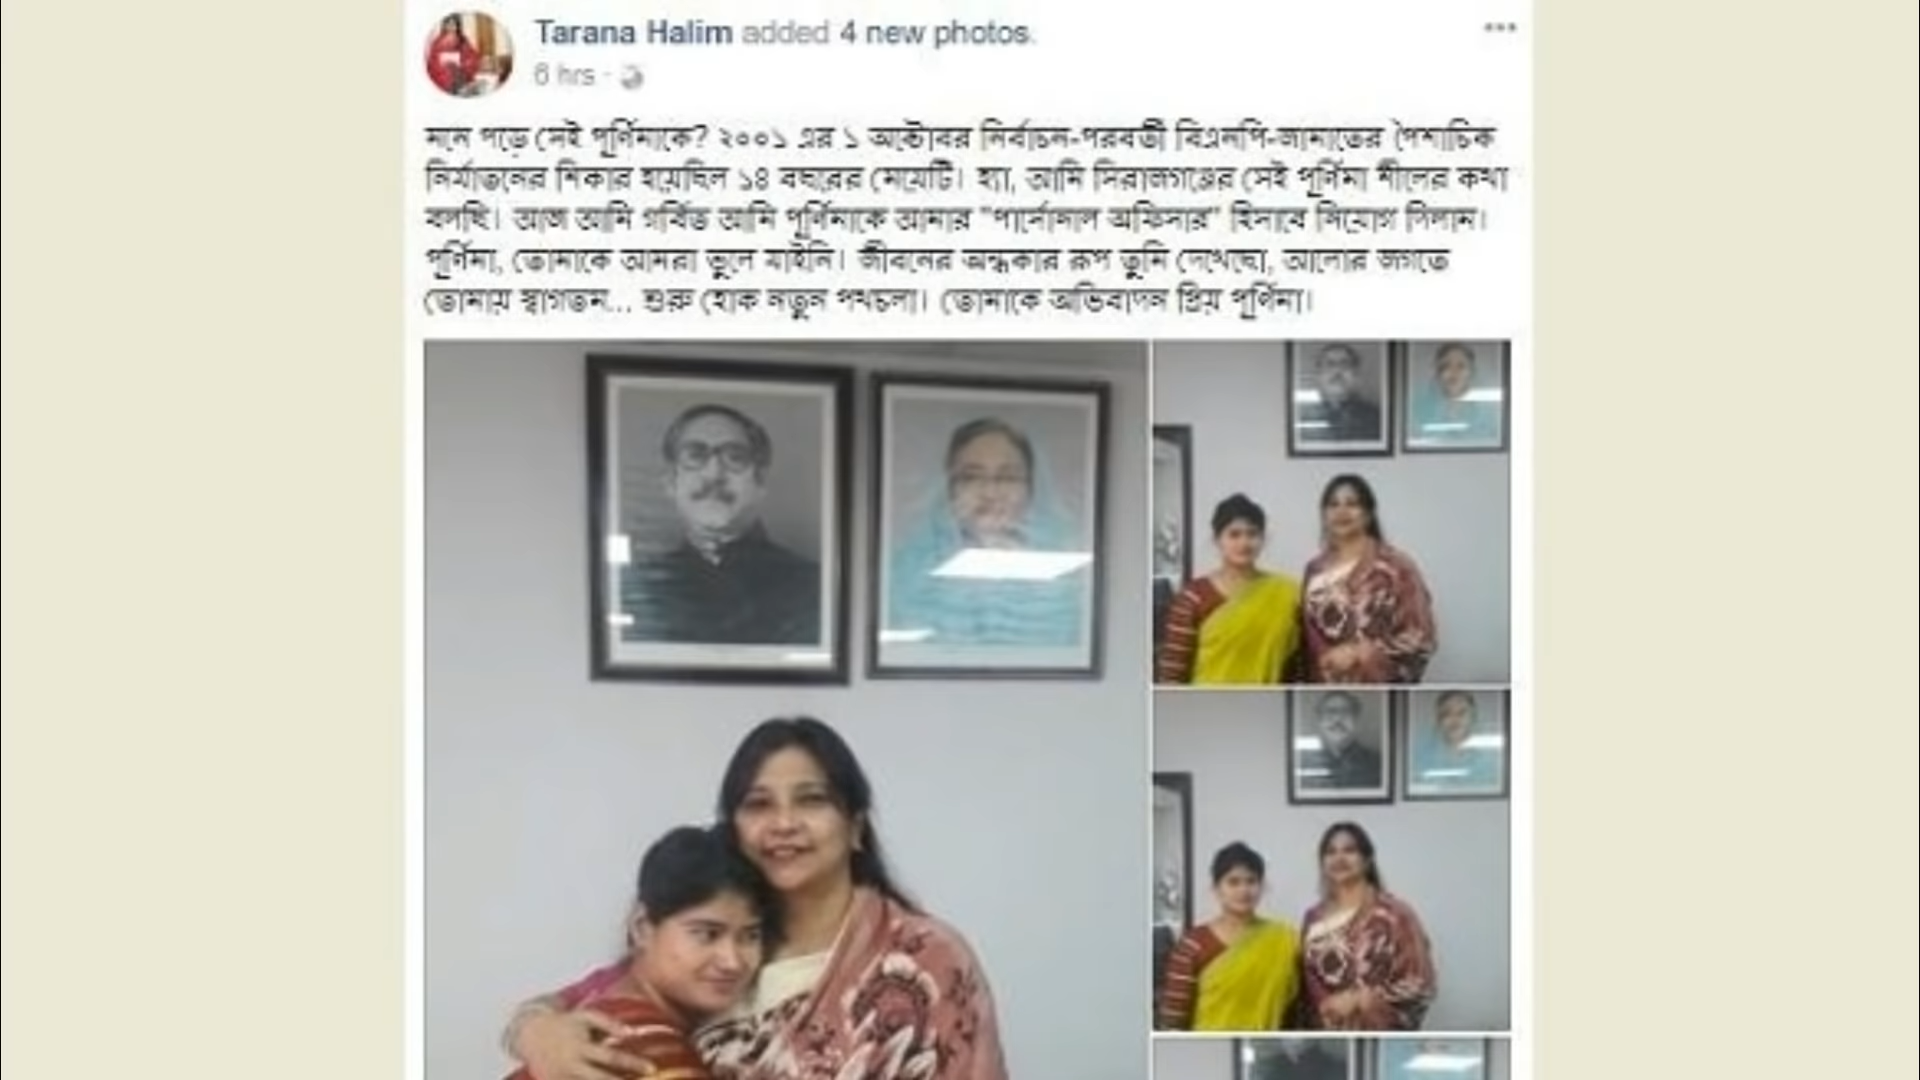 Tarana Halim added 4 new photos.
6 hrs ·
মনে পড়ে সেই পূর্ণিমাকে? ২০০১ এর ১ অক্টোবর নির্বাচন-পরবর্তী বিএনপি-জামাতের পৈশাচিক
নির্যাতনের শিকার হয়েছিল ১৪ বছরের মেয়েটি। হ্যা, আমি সিরাজগঞ্জের সেই পূর্ণিমা শীলের কথা
বলছি। আজ আমি গর্বিত আমি পূর্ণিমাকে আমার "পার্সোনাল অফিসার" হিসাবে নিয়োগ দিলাম।
পূর্ণিমা, তোমাকে আমরা ভুলে যাইনি। জীবনের অন্ধকার রূপ তুমি দেখেছো, আলোর জগতে
তোমায় স্বাগতম... শুরু হোক নতুন পথচলা। তোমাকে অভিবাদন প্রিয় পূর্ণিমা।